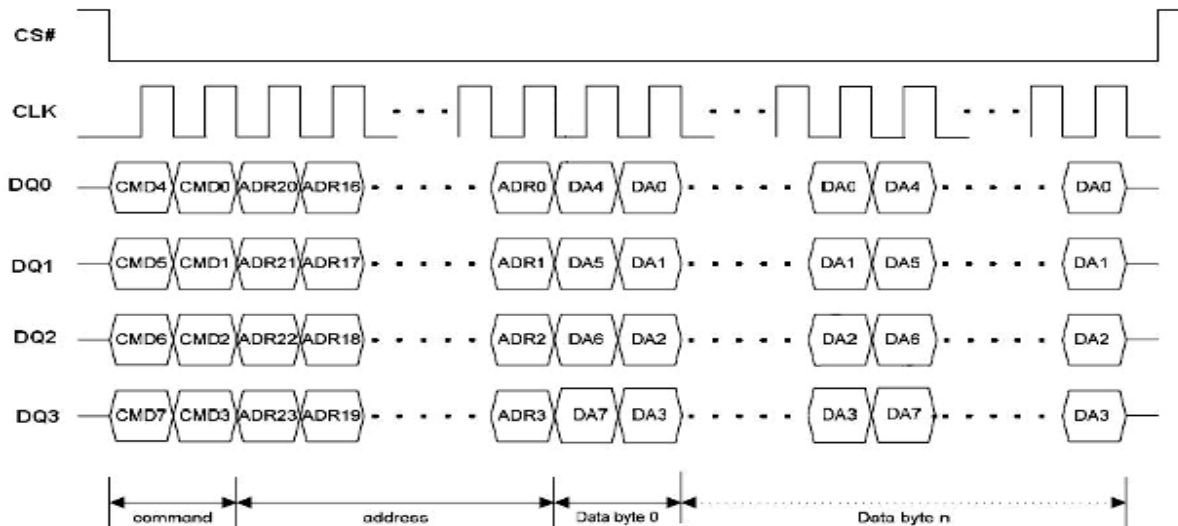 CS#
CLK
DQ0 CMD4 CMD0 ADR20 ADR16 ADR0 DA4 DA0 DA0 DA4 DA0
DQ1 CMD5 CMD1 ADR21 ADR17 ADR1 DA5 DA1 DA1 DA5 DA1
DQ2 CMD6 CMD2 ADR22 ADR18 ADR2 DA6 DA2 DA2 DA6 DA2
DQ3 CMD7 CMD3 ADR23 ADR19 ADR3 DA7 DA3 DA3 DA7 DA3
command address Data byte 0 Data byte n